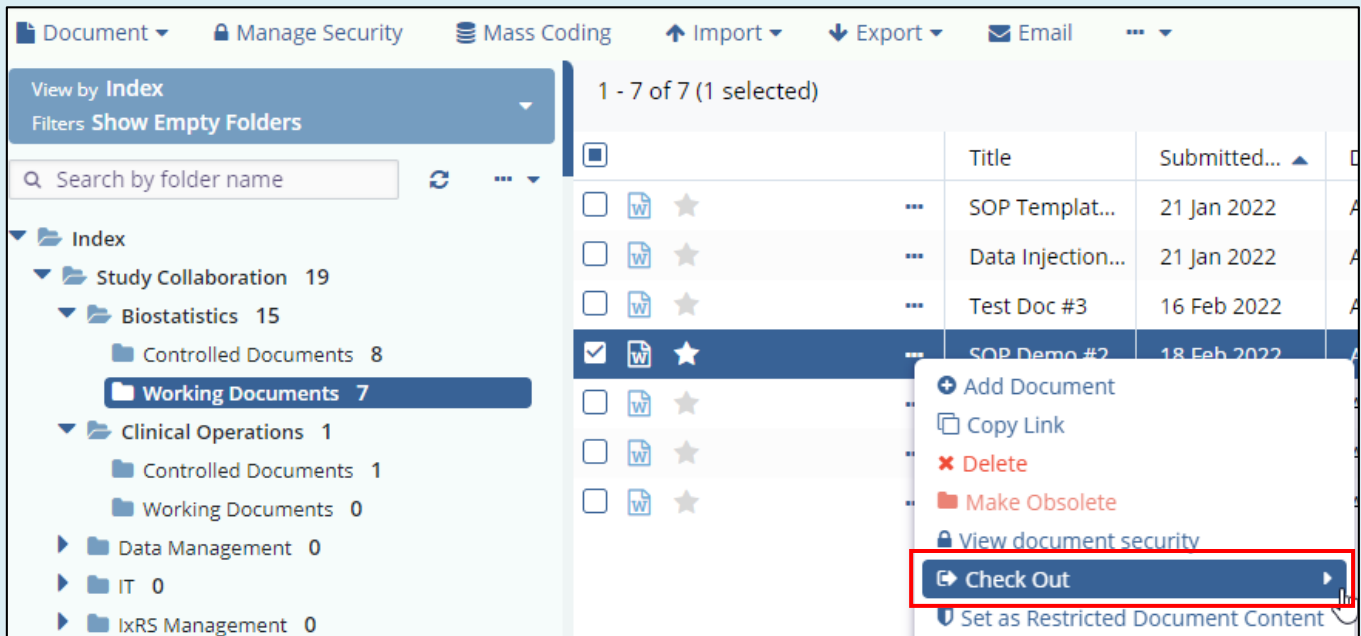 Document Manage Security Mass Coding Import Export Email
View by Index
Filters Show Empty Folders
1 - 7 of 7 (1 selected)
Search by folder name
Title Submitted...
SOP Templat... 21 Jan 2022
Data Injection... 21 Jan 2022
Test Doc #3 16 Feb 2022
SOP Demo #2 18 Feb 2022
Index
Study Collaboration 19
Biostatistics 15
Controlled Documents 8
Working Documents 7
Clinical Operations 1
Controlled Documents 1
Working Documents 0
Data Management 0
IT 0
IxRS Management 0
Add Document
Copy Link
Delete
Make Obsolete
View document security
Check Out
Set as Restricted Document Content